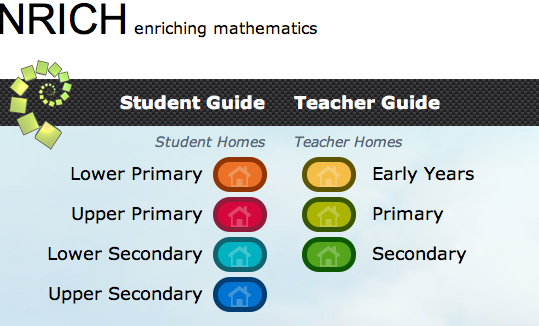 NRICH enriching mathematics
Student Guide Teacher Guide
Student Homes Teacher Homes
Lower Primary Early Years
Upper Primary Primary
Lower Secondary Secondary
Upper Secondary